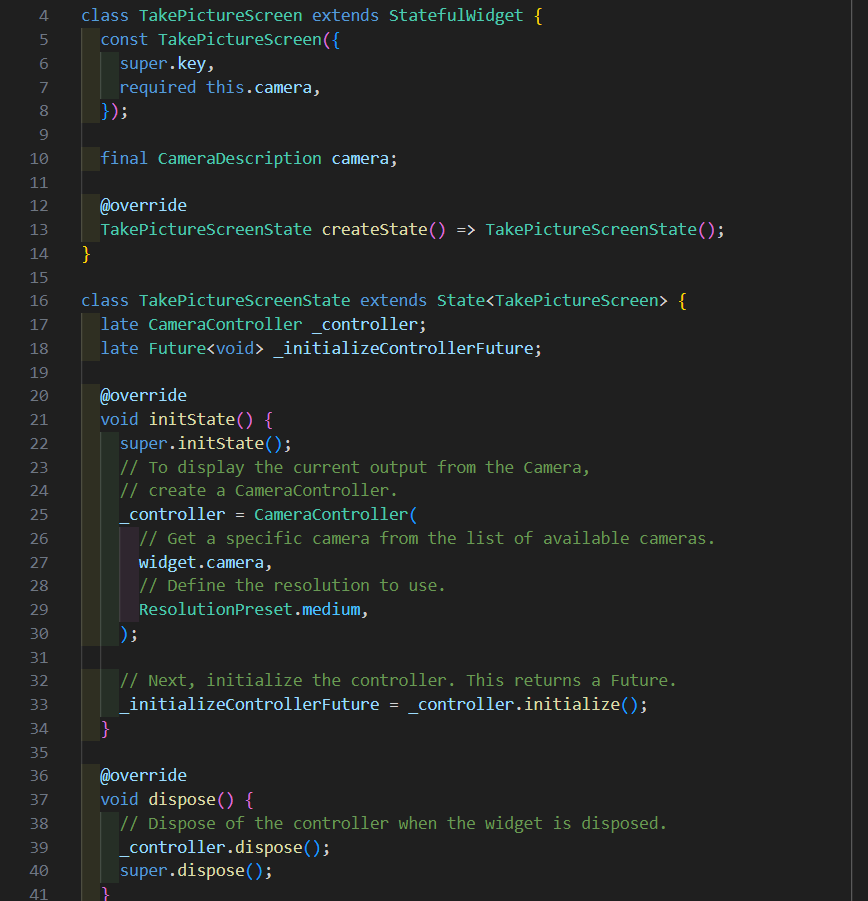 4 class TakePictureScreen extends StatefulWidget {
5   const TakePictureScreen({
6     super.key,
7     required this.camera,
8   });
9
10   final CameraDescription camera;
11
12   @override
13   TakePictureScreenState createState() => TakePictureScreenState();
14 }
15
16 class TakePictureScreenState extends State<TakePictureScreen> {
17   late CameraController _controller;
18   late Future<void> _initializeControllerFuture;
19
20   @override
21   void initState() {
22     super.initState();
23     // To display the current output from the Camera,
24     // create a CameraController.
25     _controller = CameraController(
26       // Get a specific camera from the list of available cameras.
27       widget.camera,
28       // Define the resolution to use.
29       ResolutionPreset.medium,
30     );
31
32     // Next, initialize the controller. This returns a Future.
33     _initializeControllerFuture = _controller.initialize();
34   }
35
36   @override
37   void dispose() {
38     // Dispose of the controller when the widget is disposed.
39     _controller.dispose();
40     super.dispose();
41   }